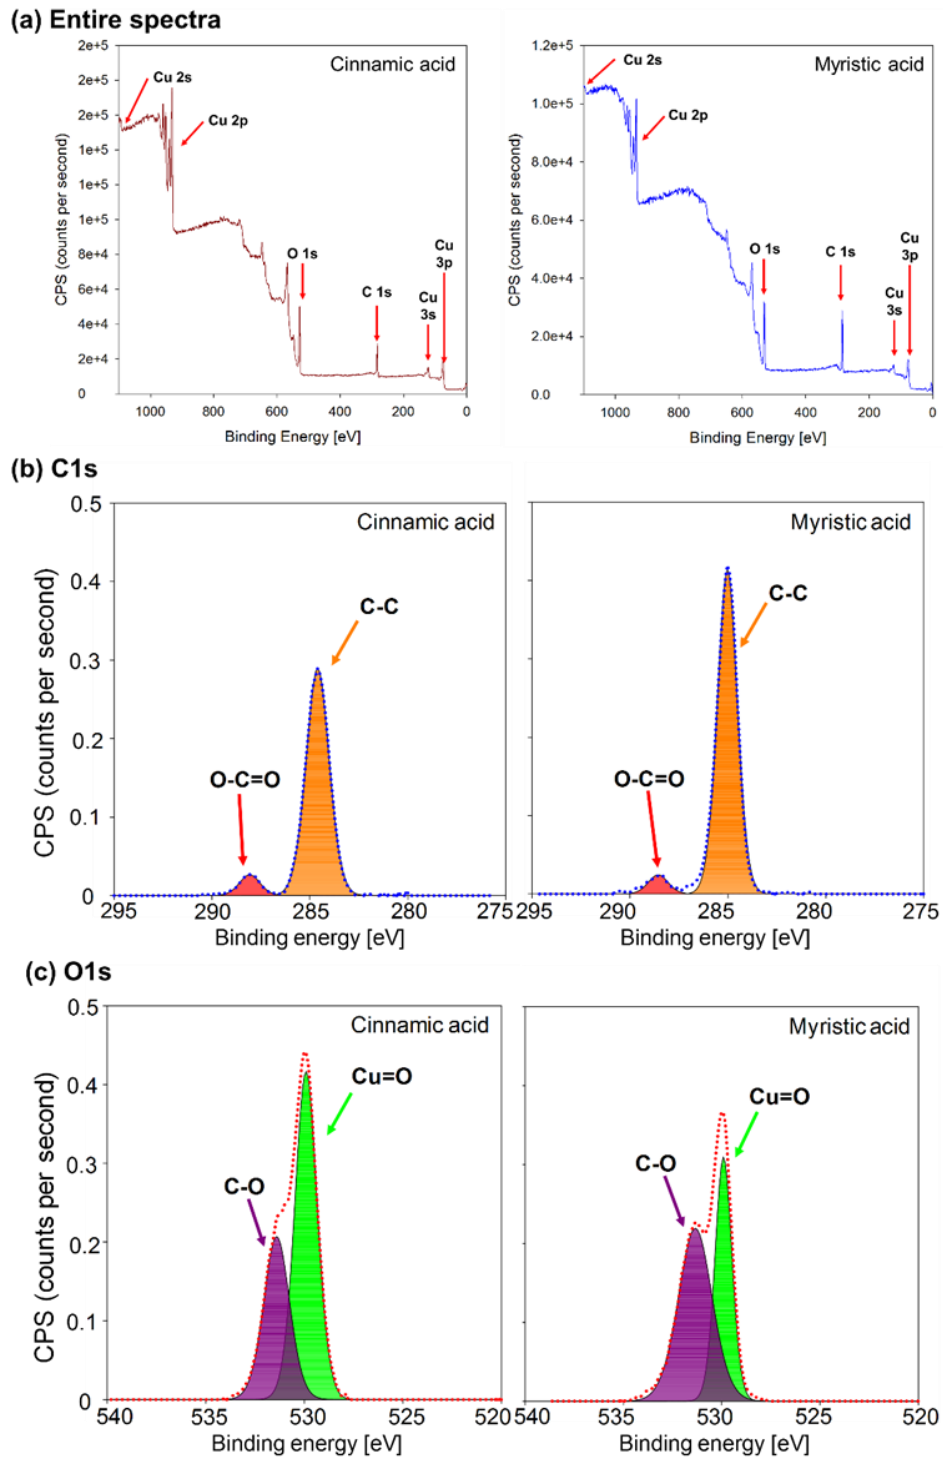 (a) Entire spectra
Cinnamic acid
2e+5
2e+5
2e+5
1e+5
1e+5
1e+5
8e+4
6e+4
4e+4
2e+4
0
CPS (counts per second)
Cu 2s
Cu 2p
O 1s
C 1s
Cu
3s
Cu
3p
1000
800
600
400
200
0
Binding Energy [eV]
Myristic acid
1.2e+5
1.0e+5
8.0e+4
6.0e+4
4.0e+4
2.0e+4
0.0
CPS (counts per second)
Cu 2s
Cu 2p
O 1s
C 1s
Cu
3s
Cu
3p
1000
800
600
400
200
0
Binding Energy [eV]
(b) C1s
Cinnamic acid
0.5
0.4
0.3
0.2
0.1
0
CPS (counts per second)
C-C
O-C=O
295
290
285
280
275
Binding energy [eV]
Myristic acid
C-C
O-C=O
295
290
285
280
275
Binding energy [eV]
(c) O1s
Cinnamic acid
0.5
0.4
0.3
0.2
0.1
0
CPS (counts per second)
Cu=O
C-O
540
535
530
525
520
Binding energy [eV]
Myristic acid
Cu=O
C-O
540
535
530
525
520
Binding energy [eV]